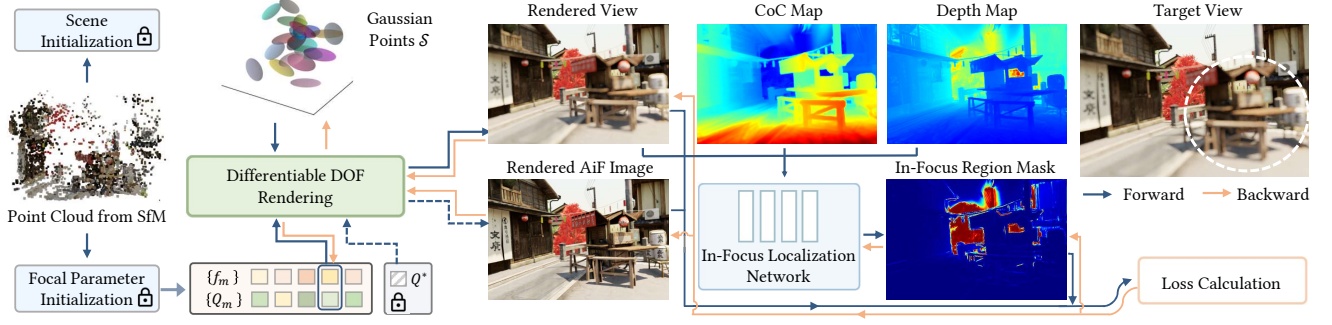 Scene
Initialization
Point Cloud from SfM
Focal Parameter
Initialization
Gaussian
Points 𝒮
Differentiable DOF
Rendering
{f_m}
{Q_m}
Q*
Rendered View
CoC Map
Depth Map
Target View
Rendered AiF Image
In-Focus Region Mask
In-Focus Localization
Network
Forward
Backward
Loss Calculation